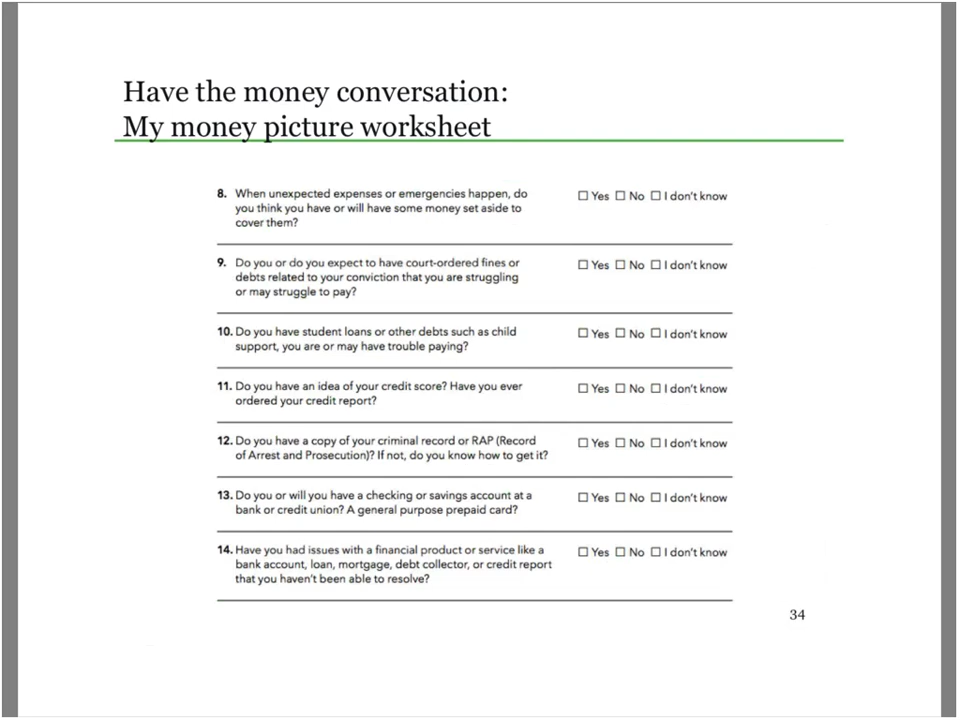 Have the money conversation:
My money picture worksheet
8. When unexpected expenses or emergencies happen, do
you think you have or will have some money set aside to
cover them?
☐ Yes ☐ No ☐ I don't know
9. Do you or do you expect to have court-ordered fines or
debts related to your conviction that you are struggling
or may struggle to pay?
☐ Yes ☐ No ☐ I don't know
10. Do you have student loans or other debts such as child
support, you are or may have trouble paying?
☐ Yes ☐ No ☐ I don't know
11. Do you have an idea of your credit score? Have you ever
ordered your credit report?
☐ Yes ☐ No ☐ I don't know
12. Do you have a copy of your criminal record or RAP (Record
of Arrest and Prosecution)? If not, do you know how to get it?
☐ Yes ☐ No ☐ I don't know
13. Do you or will you have a checking or savings account at a
bank or credit union? A general purpose prepaid card?
☐ Yes ☐ No ☐ I don't know
14. Have you had issues with a financial product or service like a
bank account, loan, mortgage, debt collector, or credit report
that you haven't been able to resolve?
☐ Yes ☐ No ☐ I don't know
34